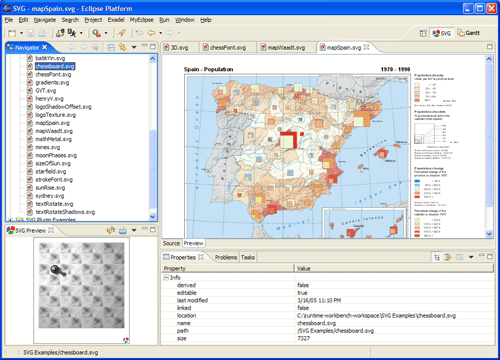 SVG - mapSpain.svg - Eclipse Platform
File Edit Navigate Search Project Exadel MyEclipse Run Window Help
SVG Gantt
Navigator
3D.svg chessFont.svg mapWaadt.svg mapSpain.svg
batikYin.svg
chessboard.svg
chessFont.svg
gradients.svg
GVT.svg
henryV.svg
logoShadowOffset.svg
logoTexture.svg
mapSpain.svg
mapWaadt.svg
mathMetal.svg
mines.svg
moonPhases.svg
sizeOfSun.svg
starfield.svg
strokeFont.svg
sunRise.svg
sydney.svg
textRotate.svg
textRotateShadows.svg
SVG Plugin Examples
Spain - Population 1970 - 1990
Population density
Population change
Source Preview
SVG Preview
Properties Problems Tasks
Property Value
Info
derived false
editable true
last modified 3/16/05 11:10 PM
linked false
location C:\runtime-workbench-workspace\SVG Examples\chessboard.svg
name chessboard.svg
path /SVG Examples/chessboard.svg
size 7327
SVG Examples/chessboard.svg